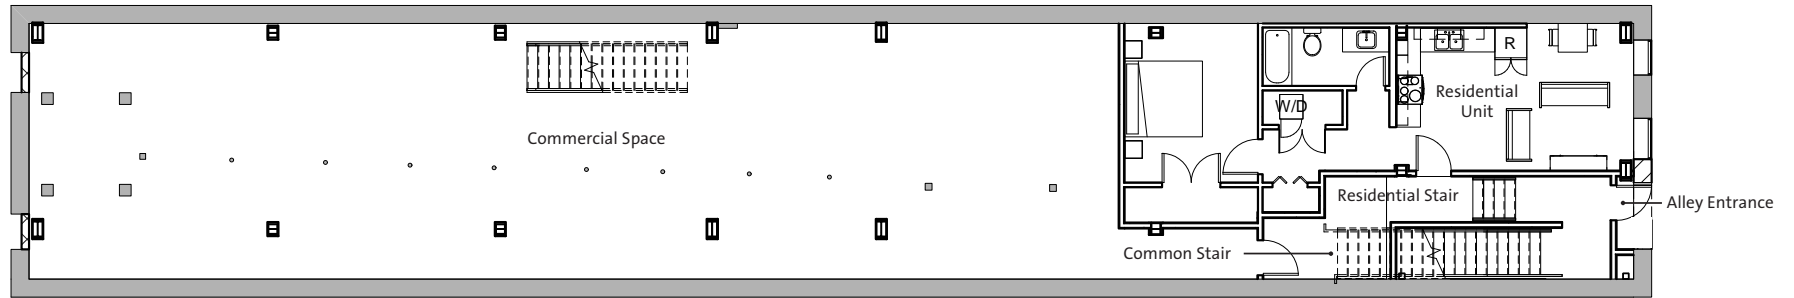 R
Residential
Unit
W/D
Commercial Space
Residential Stair
Alley Entrance
Common Stair